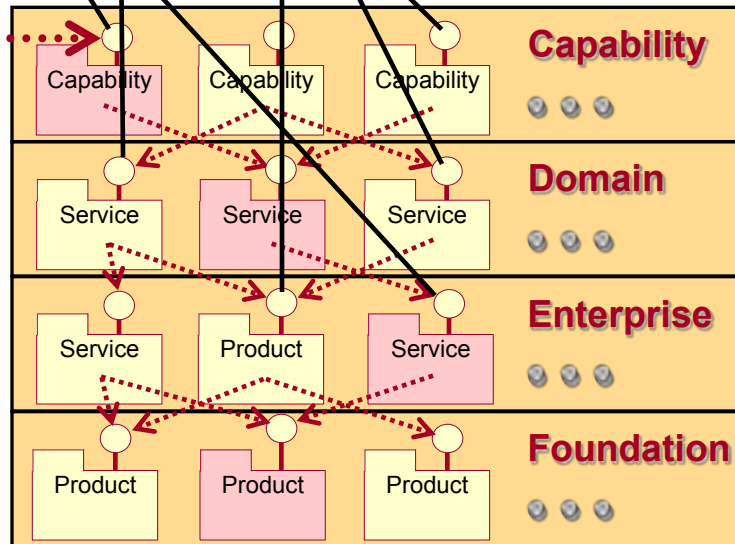 Capability
Capability Capability Capability
Domain
Service Service Service
Enterprise
Service Product Service
Foundation
Product Product Product